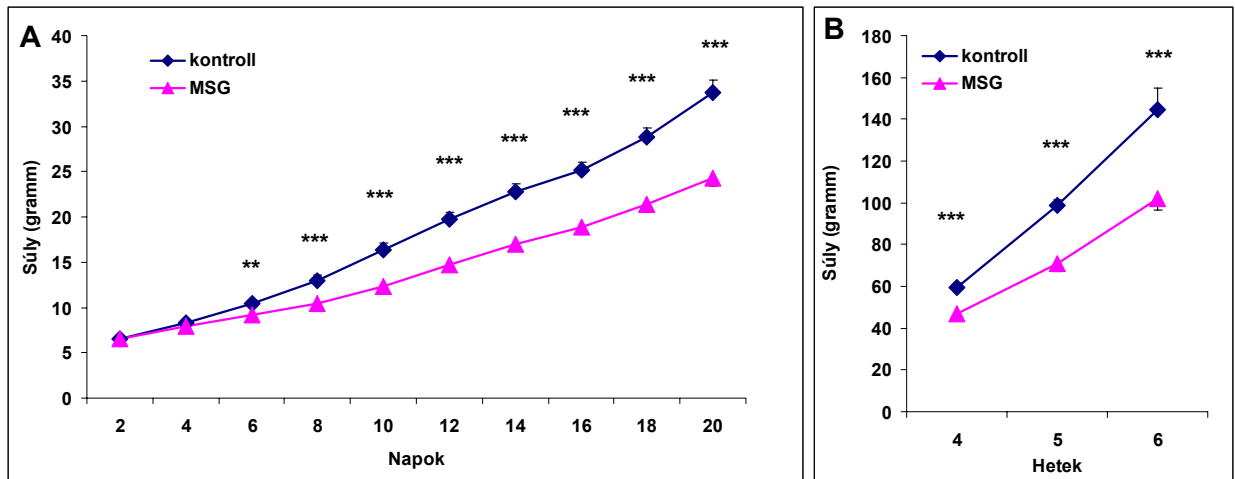 A
kontroll
MSG
Súly (gramm)
40
35
30
25
20
15
10
5
0
** *** *** *** *** *** *** ***
2 4 6 8 10 12 14 16 18 20
Napok
B
kontroll
MSG
Súly (gramm)
180
160
140
120
100
80
60
40
20
0
*** *** ***
4 5 6
Hetek